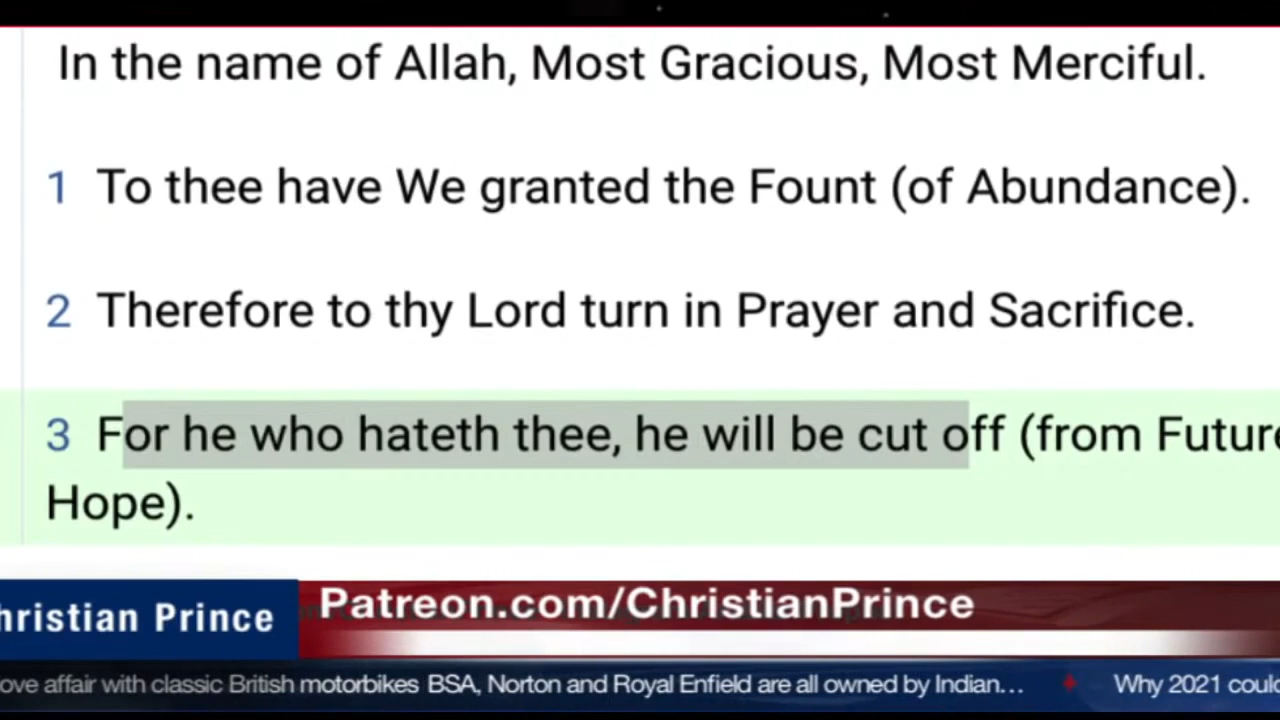 In the name of Allah, Most Gracious, Most Merciful.
1 To thee have We granted the Fount (of Abundance).
2 Therefore to thy Lord turn in Prayer and Sacrifice.
3 For he who hateth thee, he will be cut off (from Future
Hope).
hristian Prince
Patreon.com/ChristianPrince
ove affair with classic British motorbikes BSA, Norton and Royal Enfield are all owned by Indian… Why 2021 could